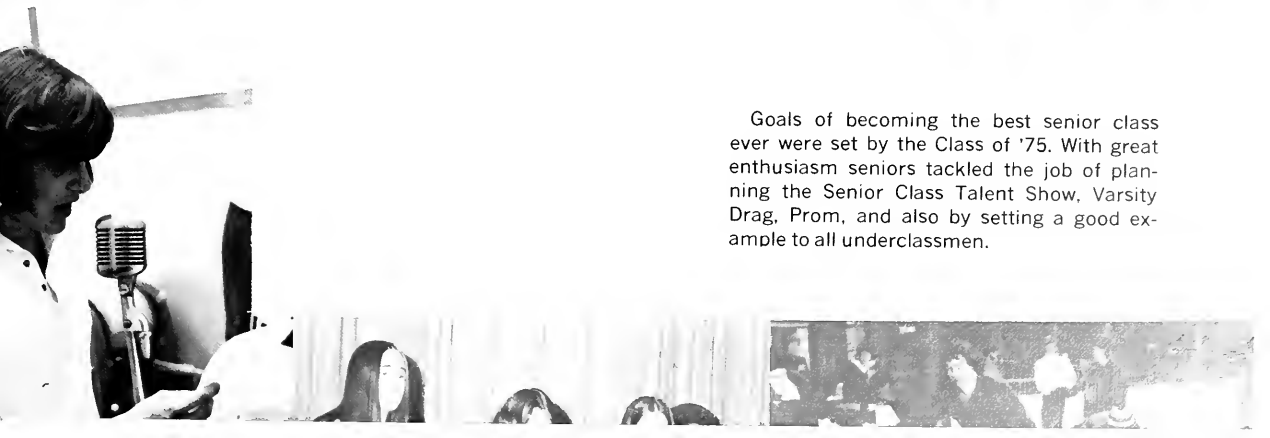 Goals of becoming the best senior class
ever were set by the Class of '75. With great
enthusiasm seniors tackled the job of plan-
ning the Senior Class Talent Show, Varsity
Drag, Prom, and also by setting a good ex-
ample to all underclassmen.